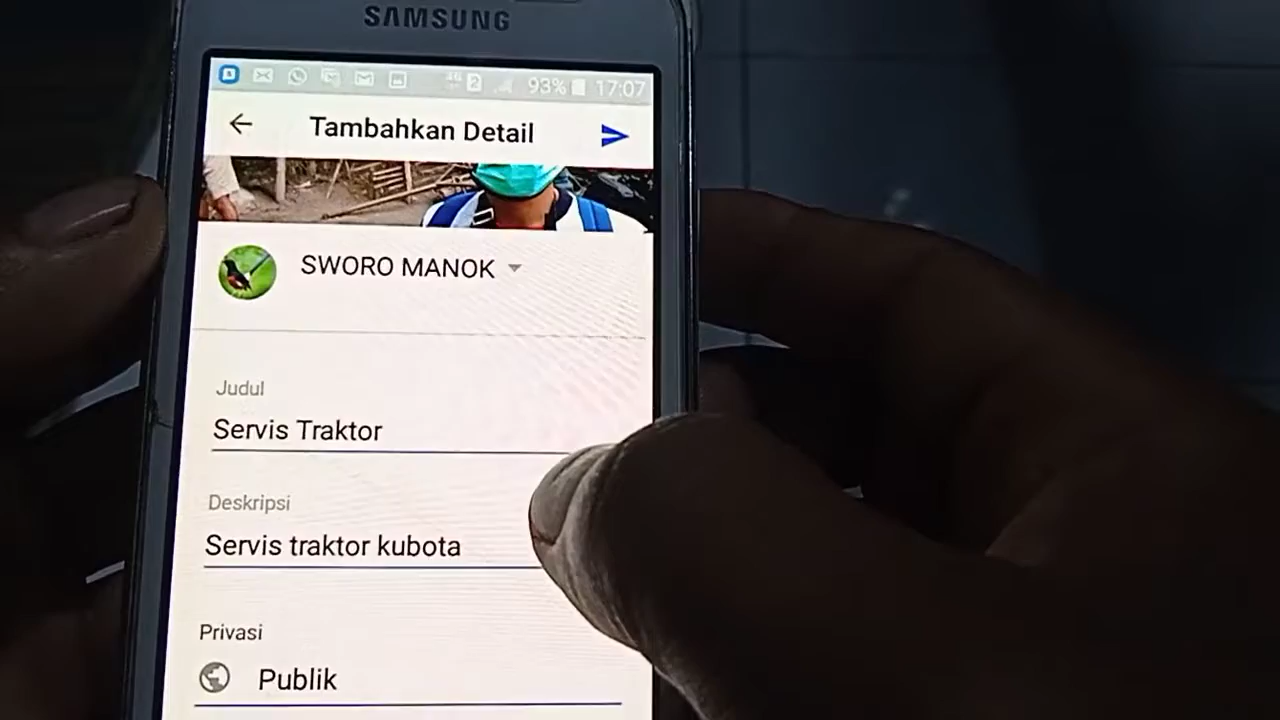 SAMSUNG
93% 17:07
Tambahkan Detail
SWORO MANOK
Judul
Servis Traktor
Deskripsi
Servis traktor kubota
Privasi
Publik